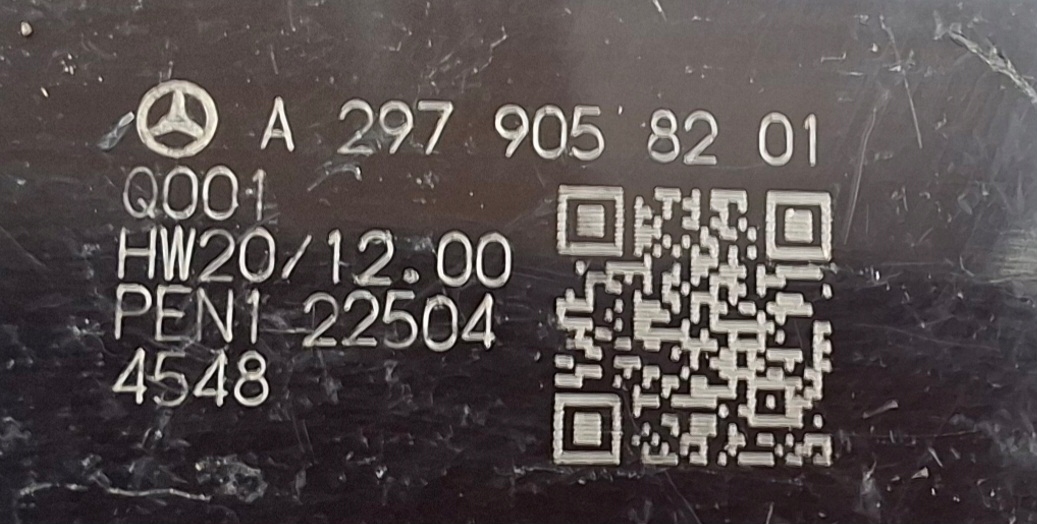 A 297 905 82 01
Q001
HW20/12.00
PEN1 22504
4548